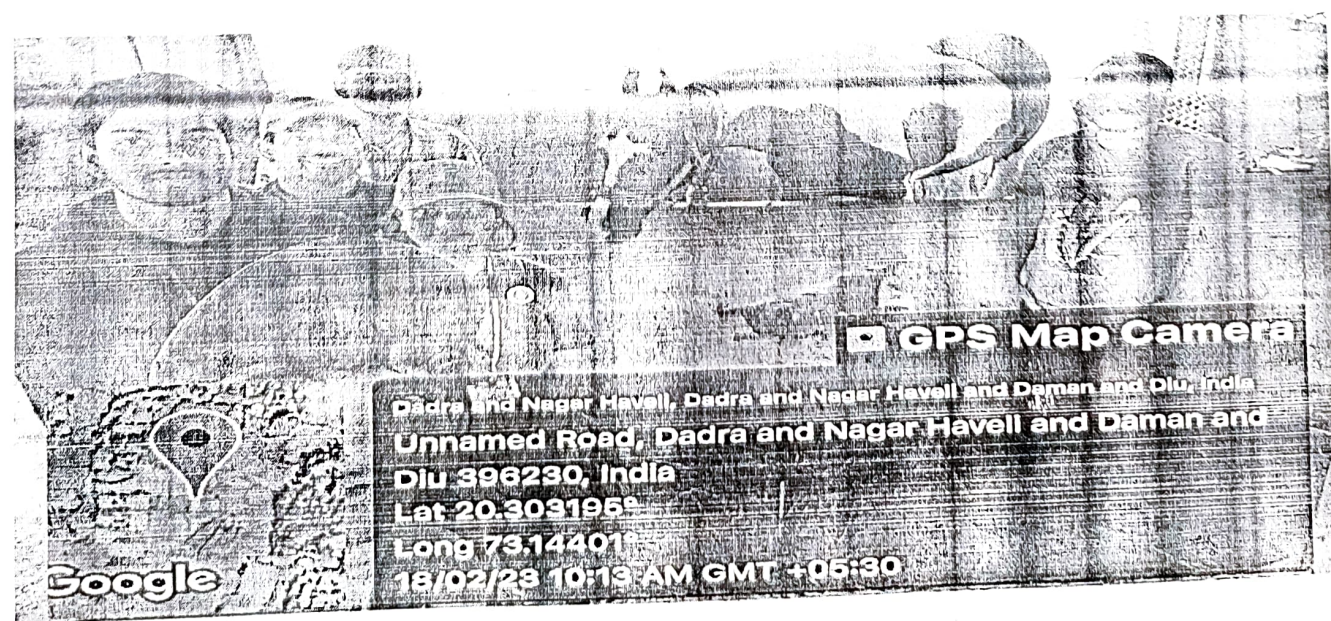 GPS Map Camera
Dadra and Nagar Haveli, Dadra and Nagar Haveli and Daman and Diu, India
Unnamed Road, Dadra and Nagar Haveli and Daman and
Diu 396230, India
Lat 20.303195°
Long 73.14401°
18/02/23 10:13 AM GMT +05:30
Google